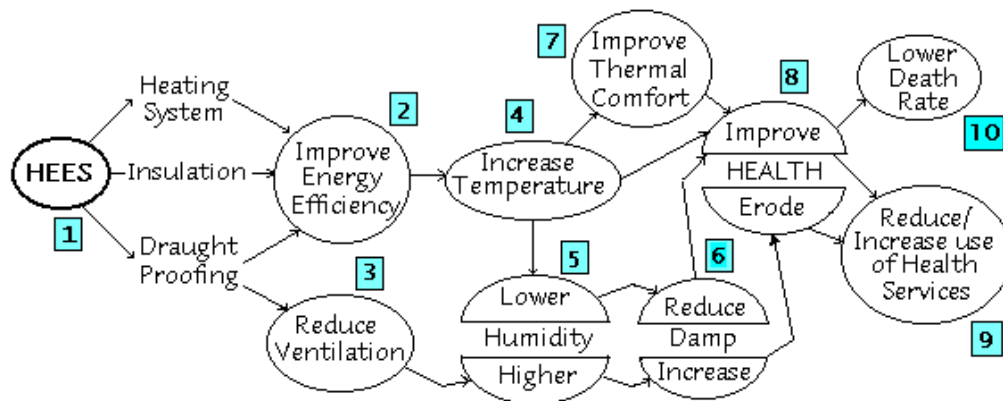 HEES
1
Heating
System
Insulation
Draught
Proofing
2
Improve
Energy
Efficiency
3
Reduce
Ventilation
4
Increase
Temperature
5
Lower
Humidity
Higher
6
Reduce
Damp
Increase
7
Improve
Thermal
Comfort
8
Improve
HEALTH
Erode
Lower
Death
Rate
10
Reduce/
Increase use
of Health
Services
9